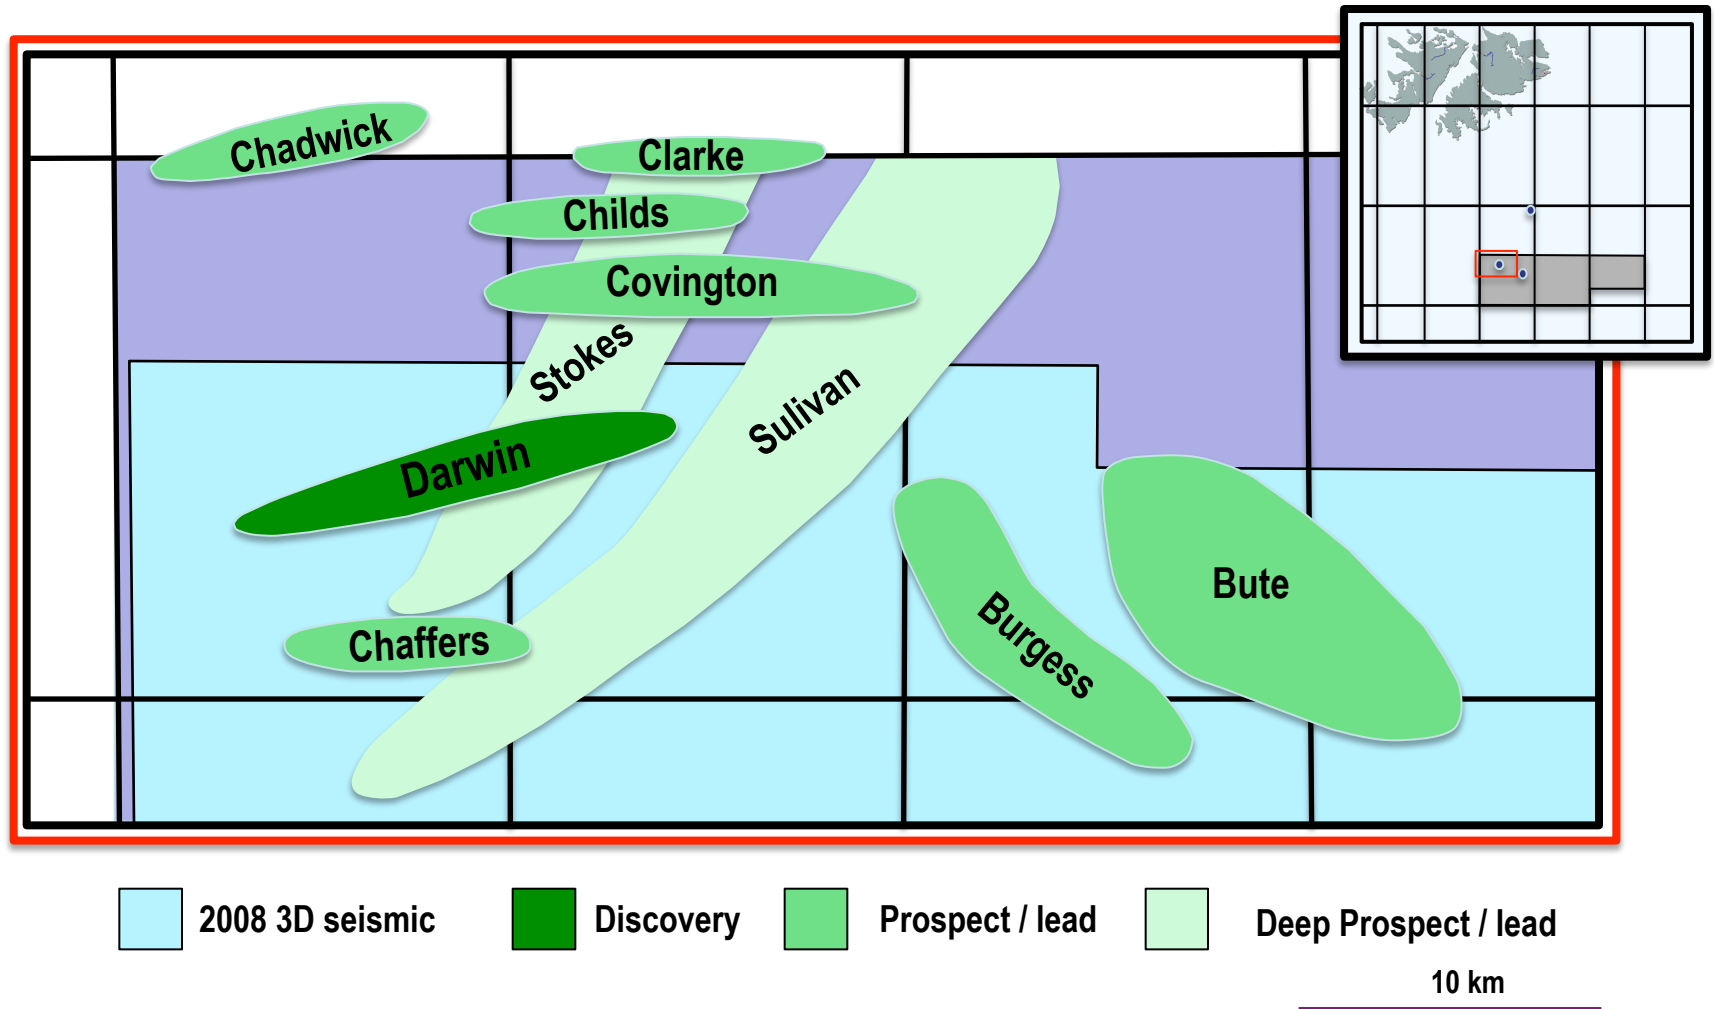 Chadwick
Clarke
Childs
Covington
Stokes
Sulivan
Darwin
Bute
Burgess
Chaffers
2008 3D seismic
Discovery
Prospect / lead
Deep Prospect / lead
10 km